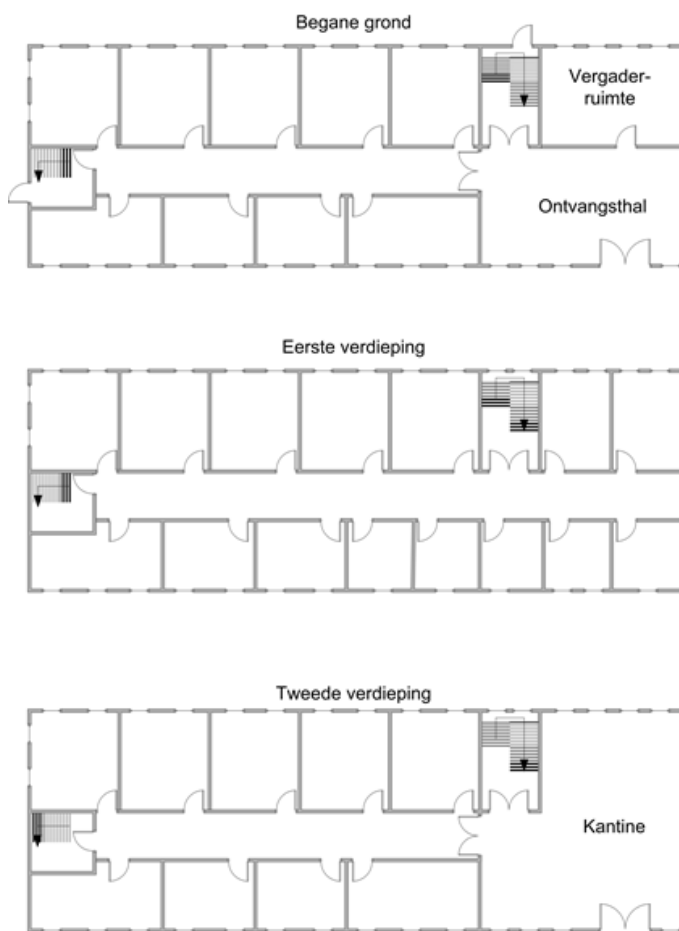 Begane grond
Vergader-
ruimte
Ontvangsthal
Eerste verdieping
Tweede verdieping
Kantine